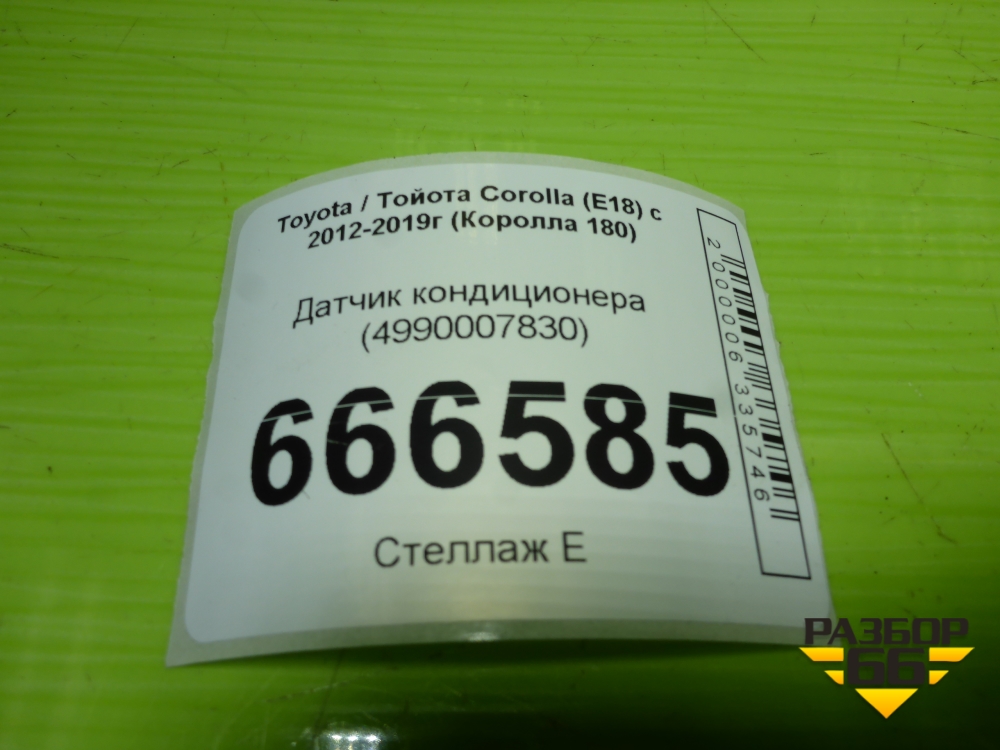 Toyota / Тойота Corolla (E18) с
2012-2019г (Королла 180)
Датчик кондиционера
(4990007830)
666585
Стеллаж Е
2000006335746
РАЗБОР
66